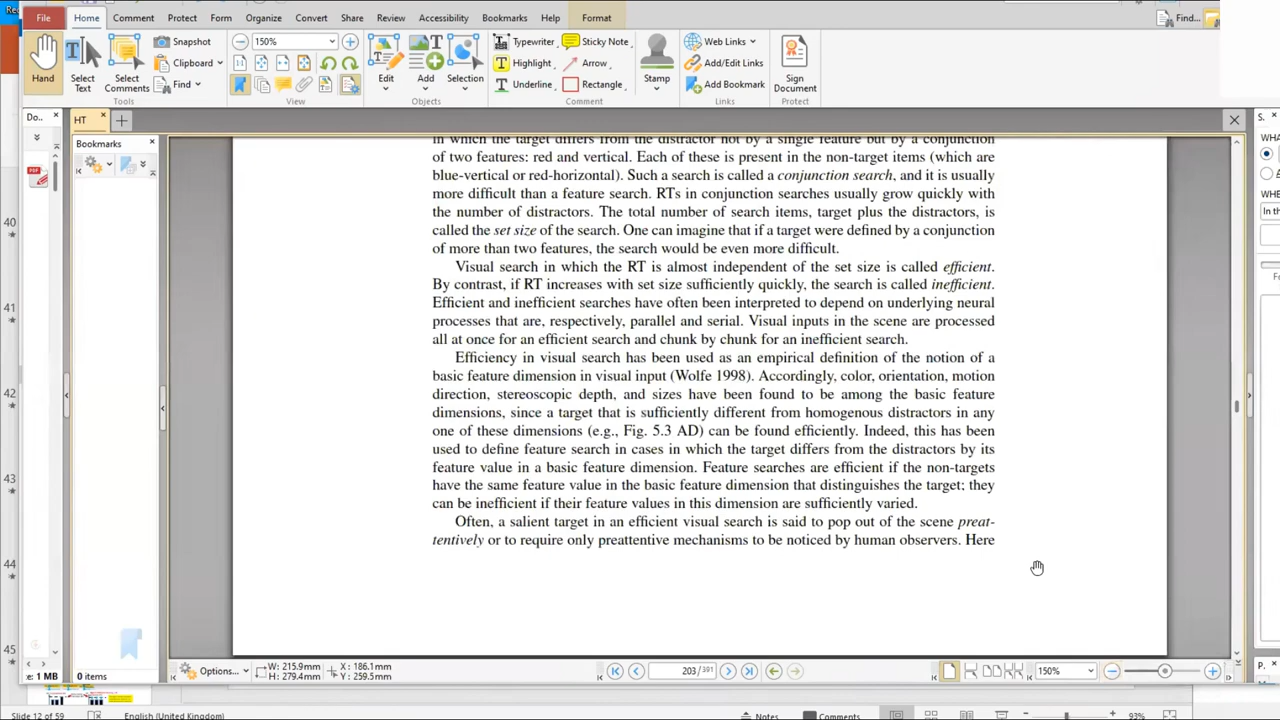 File Home Comment Protect Form Organize Convert Share Review Accessibility Bookmarks Help Format
Find...
Hand
Select Text
Select Comments
Snapshot
Clipboard
Find
Tools
150%
View
Edit
Add
Selection
Objects
Typewriter Sticky Note
Highlight Arrow
Underline Rectangle
Stamp
Comment
Web Links
Add/Edit Links
Add Bookmark
Links
Sign Document
Protect
Do...
HT
S.
Bookmarks
WHA
WHE
In th
40
41
42
43
44
45
in which the target differs from the distractor not by a single feature but by a conjunction
of two features: red and vertical. Each of these is present in the non-target items (which are
blue-vertical or red-horizontal). Such a search is called a conjunction search, and it is usually
more difficult than a feature search. RTs in conjunction searches usually grow quickly with
the number of distractors. The total number of search items, target plus the distractors, is
called the set size of the search. One can imagine that if a target were defined by a conjunction
of more than two features, the search would be even more difficult.
Visual search in which the RT is almost independent of the set size is called efficient.
By contrast, if RT increases with set size sufficiently quickly, the search is called inefficient.
Efficient and inefficient searches have often been interpreted to depend on underlying neural
processes that are, respectively, parallel and serial. Visual inputs in the scene are processed
all at once for an efficient search and chunk by chunk for an inefficient search.
Efficiency in visual search has been used as an empirical definition of the notion of a
basic feature dimension in visual input (Wolfe 1998). Accordingly, color, orientation, motion
direction, stereoscopic depth, and sizes have been found to be among the basic feature
dimensions, since a target that is sufficiently different from homogenous distractors in any
one of these dimensions (e.g., Fig. 5.3 AD) can be found efficiently. Indeed, this has been
used to define feature search in cases in which the target differs from the distractors by its
feature value in a basic feature dimension. Feature searches are efficient if the non-targets
have the same feature value in the basic feature dimension that distinguishes the target; they
can be inefficient if their feature values in this dimension are sufficiently varied.
Often, a salient target in an efficient visual search is said to pop out of the scene preat-
tentively or to require only preattentive mechanisms to be noticed by human observers. Here
e: 1 MB
0 items
Options...
W: 215.9mm
H: 279.4mm
X: 186.1mm
Y: 259.5mm
203 / 391
150%
P.
Slide 12 of 59
English (United Kingdom)
Notes
Comments
93%